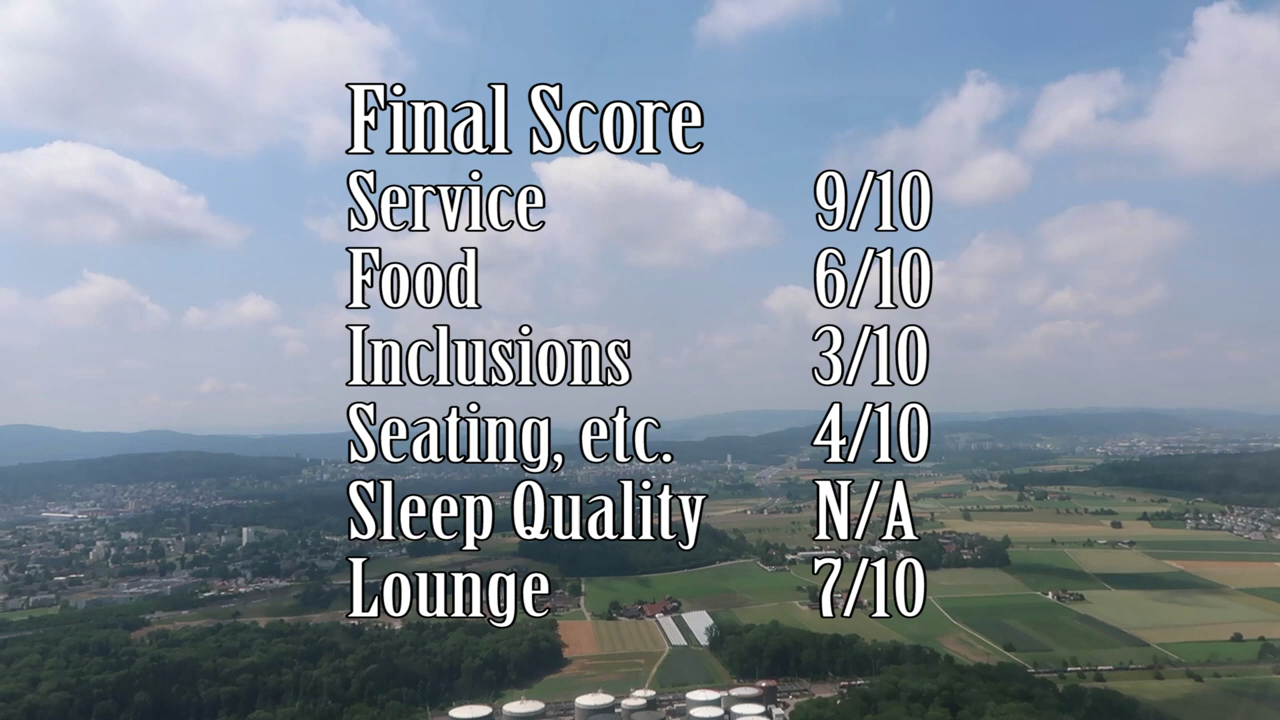 Final Score
Service 9/10
Food 6/10
Inclusions 3/10
Seating, etc. 4/10
Sleep Quality N/A
Lounge 7/10